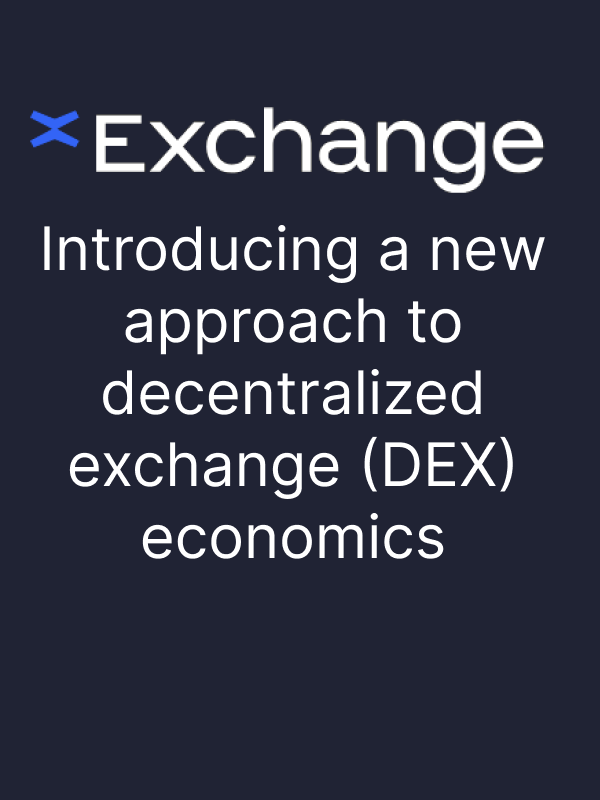 Exchange
Introducing a new
approach to
decentralized
exchange (DEX)
economics